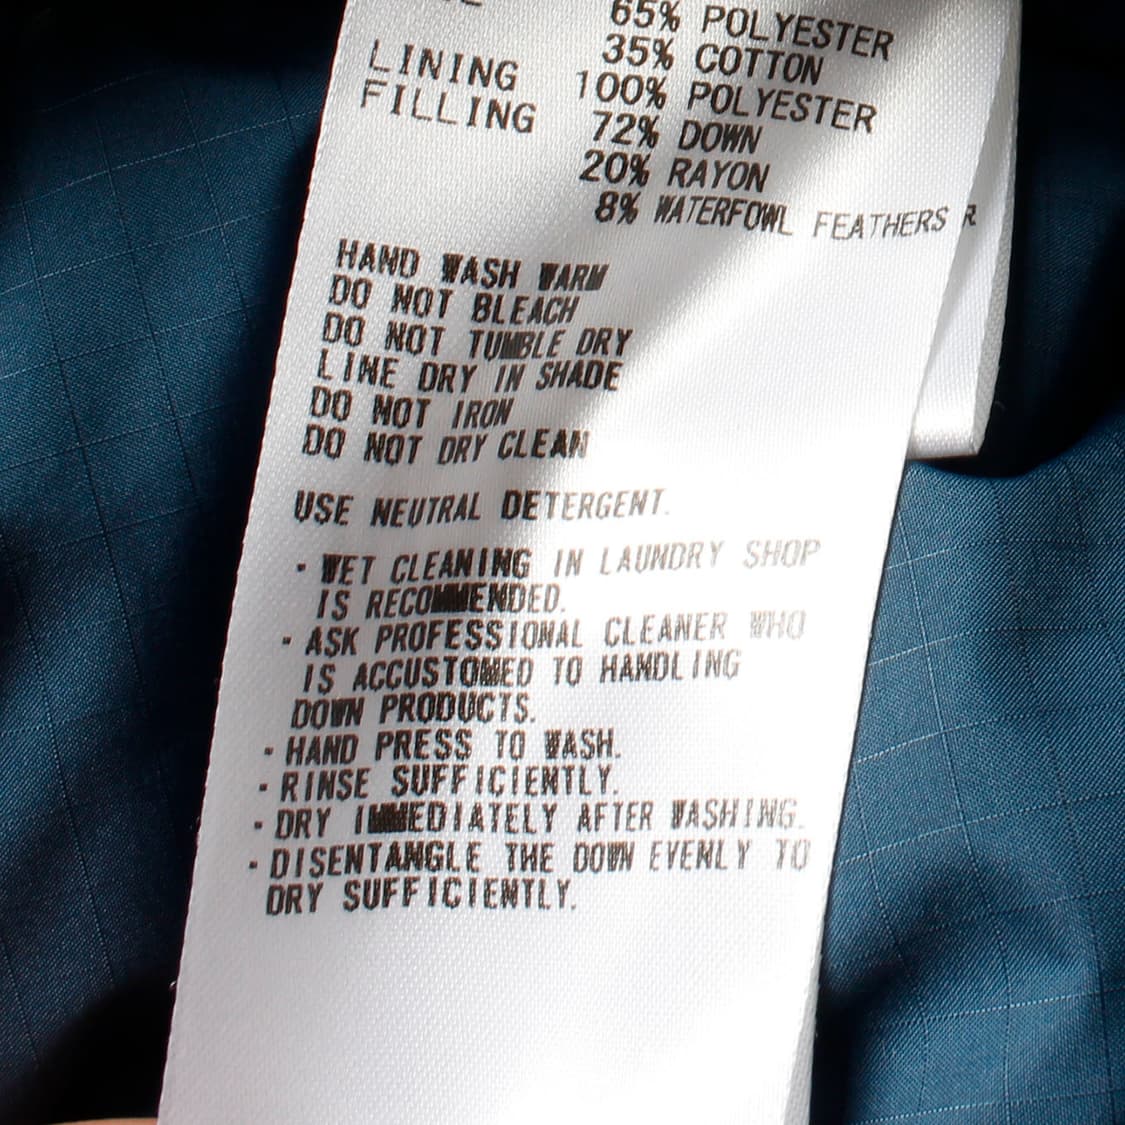 65% POLYESTER
35% COTTON
LINING 100% POLYESTER
FILLING 72% DOWN
20% RAYON
8% WATERFOWL FEATHERS R
HAND WASH WARM
DO NOT BLEACH
DO NOT TUMBLE DRY
LINE DRY IN SHADE
DO NOT IRON
DO NOT DRY CLEAN
USE NEUTRAL DETERGENT.
・WET CLEANING IN LAUNDRY SHOP
IS RECOMMENDED.
・ASK PROFESSIONAL CLEANER WHO
IS ACCUSTOMED TO HANDLING
DOWN PRODUCTS.
・HAND PRESS TO WASH.
・RINSE SUFFICIENTLY.
・DRY IMMEDIATELY AFTER WASHING.
・DISENTANGLE THE DOWN EVENLY TO
DRY SUFFICIENTLY.